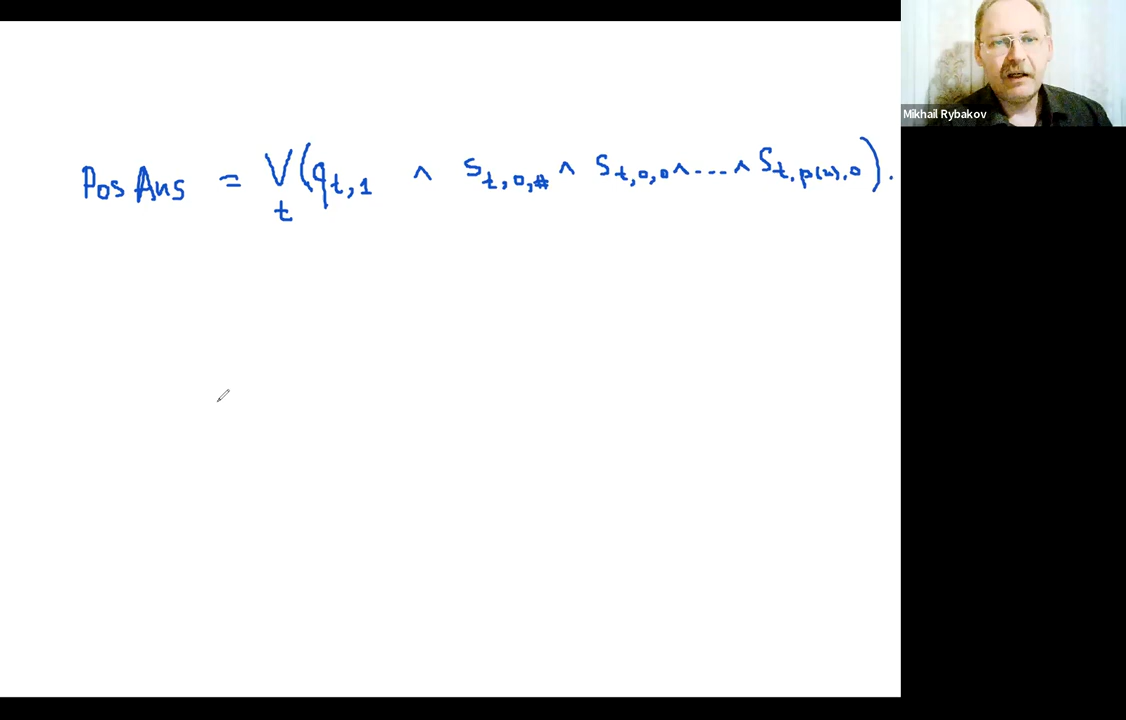 Mikhail Rybakov
PosAns = ⋁(q_{t,1} ∧ S_{t,0,#} ∧ S_{t,0,0} ∧ ... ∧ S_{t,p(n),0}).
t